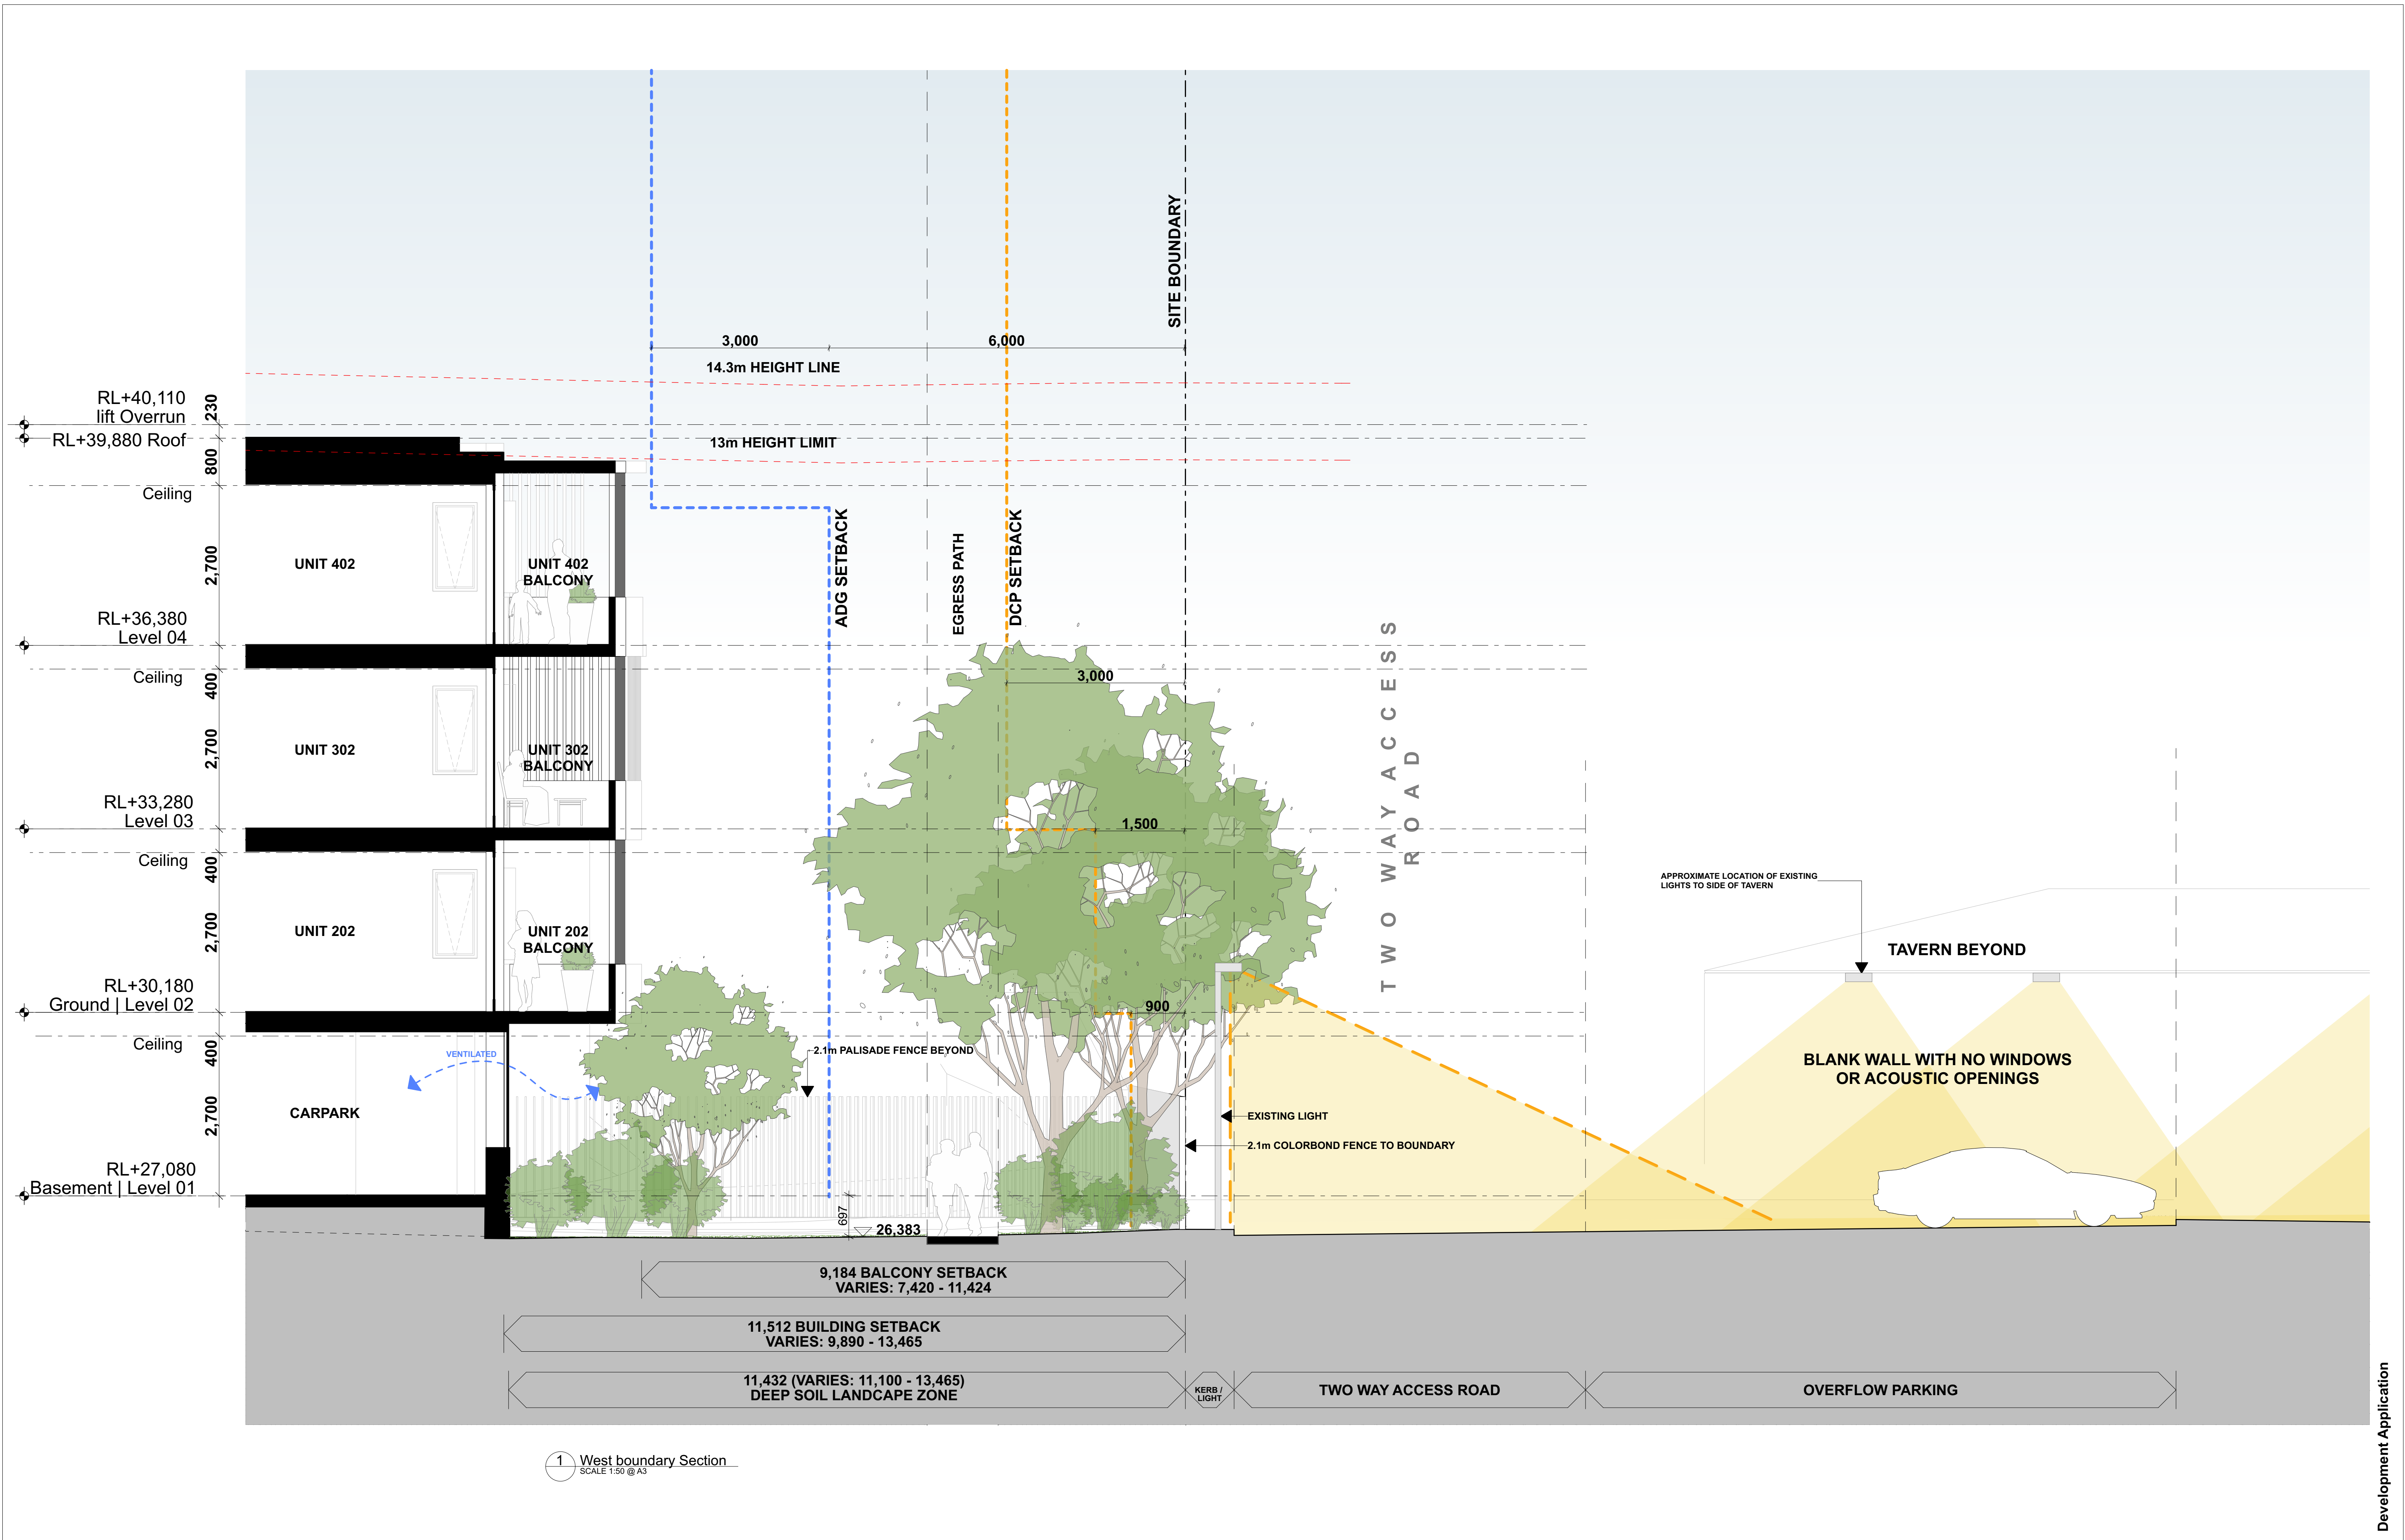 SITE BOUNDARY
3,000
6,000
14.3m HEIGHT LINE
RL+40,110
lift Overrun
230
RL+39,880 Roof
13m HEIGHT LIMIT
800
Ceiling
ADG SETBACK
EGRESS PATH
DCP SETBACK
2,700
UNIT 402
UNIT 402
BALCONY
RL+36,380
Level 04
Ceiling
400
3,000
TWO WAY ACCESS
ROAD
2,700
UNIT 302
UNIT 302
BALCONY
RL+33,280
Level 03
1,500
Ceiling
400
APPROXIMATE LOCATION OF EXISTING
LIGHTS TO SIDE OF TAVERN
2,700
UNIT 202
UNIT 202
BALCONY
TAVERN BEYOND
RL+30,180
Ground | Level 02
900
Ceiling
400
VENTILATED
2.1m PALISADE FENCE BEYOND
BLANK WALL WITH NO WINDOWS
OR ACOUSTIC OPENINGS
2,700
CARPARK
EXISTING LIGHT
2.1m COLORBOND FENCE TO BOUNDARY
RL+27,080
Basement | Level 01
697
26,383
9,184 BALCONY SETBACK
VARIES: 7,420 - 11,424
11,512 BUILDING SETBACK
VARIES: 9,890 - 13,465
11,432 (VARIES: 11,100 - 13,465)
DEEP SOIL LANDCAPE ZONE
KERB /
LIGHT
TWO WAY ACCESS ROAD
OVERFLOW PARKING
1
West boundary Section
SCALE 1:50 @ A3
Development Application